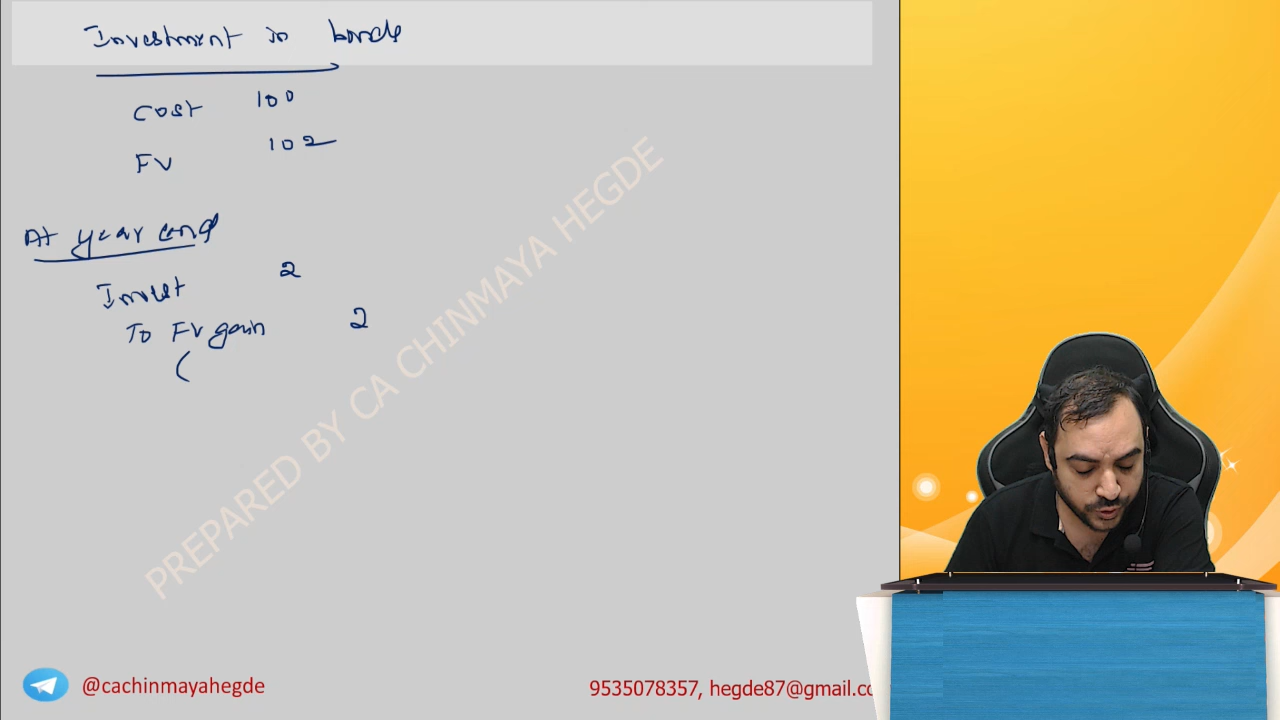 Investment in bonds
Cost 100
FV 102
At year end
Invest 2
To FV gain 2
(
PREPARED BY CA CHINMAYA HEGDE
@cachinmayahegde
9535078357, hegde87@gmail.co